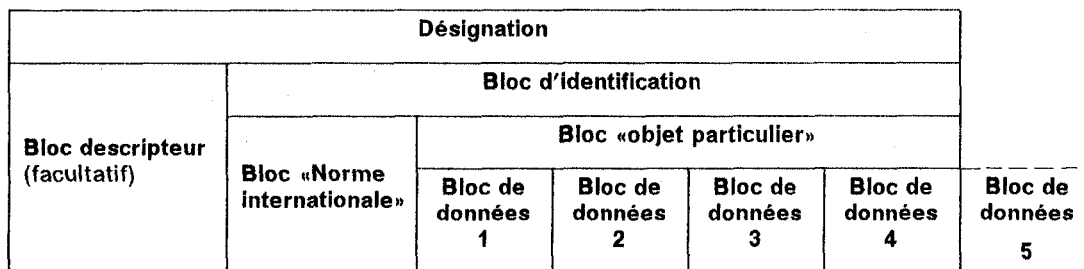 Désignation
Bloc d'identification
Bloc descripteur
(facultatif)
Bloc «Norme
internationale»
Bloc «objet particulier»
Bloc de
données
1
Bloc de
données
2
Bloc de
données
3
Bloc de
données
4
Bloc de
données
5